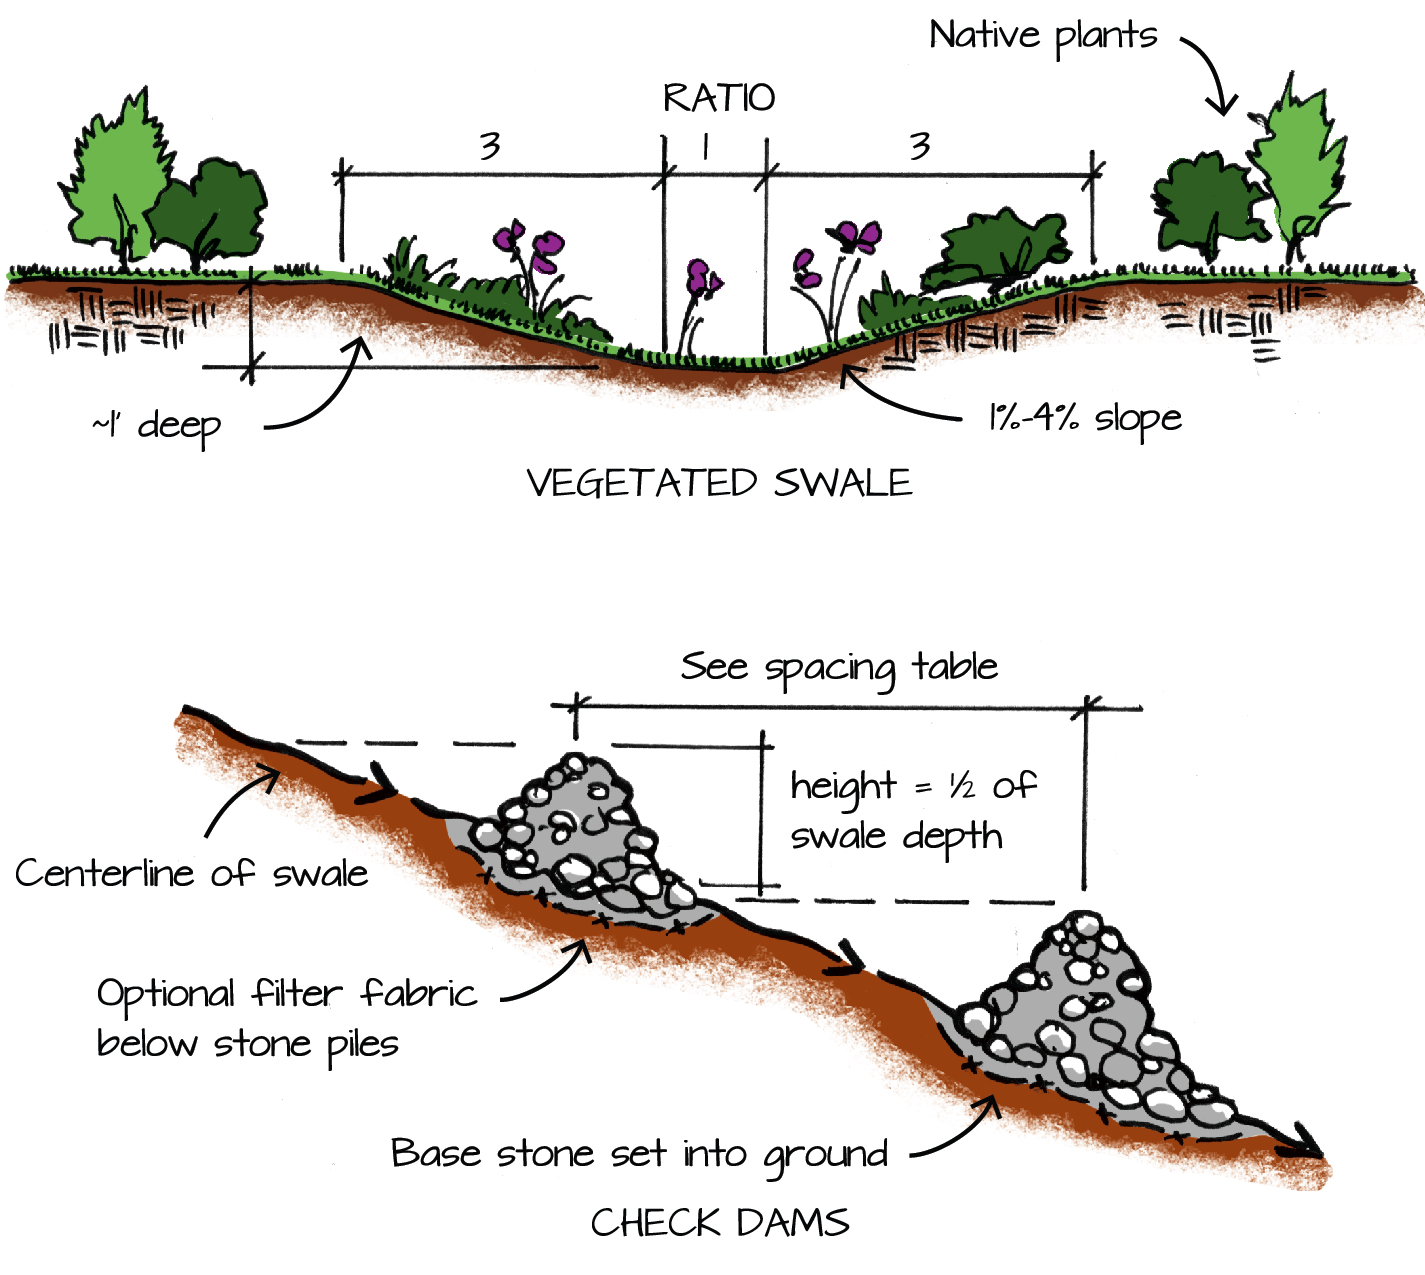 Native plants
RATIO
3 1 3
~1' deep
1%-4% slope
VEGETATED SWALE
See spacing table
height = ½ of
swale depth
Centerline of swale
Optional filter fabric
below stone piles
Base stone set into ground
CHECK DAMS